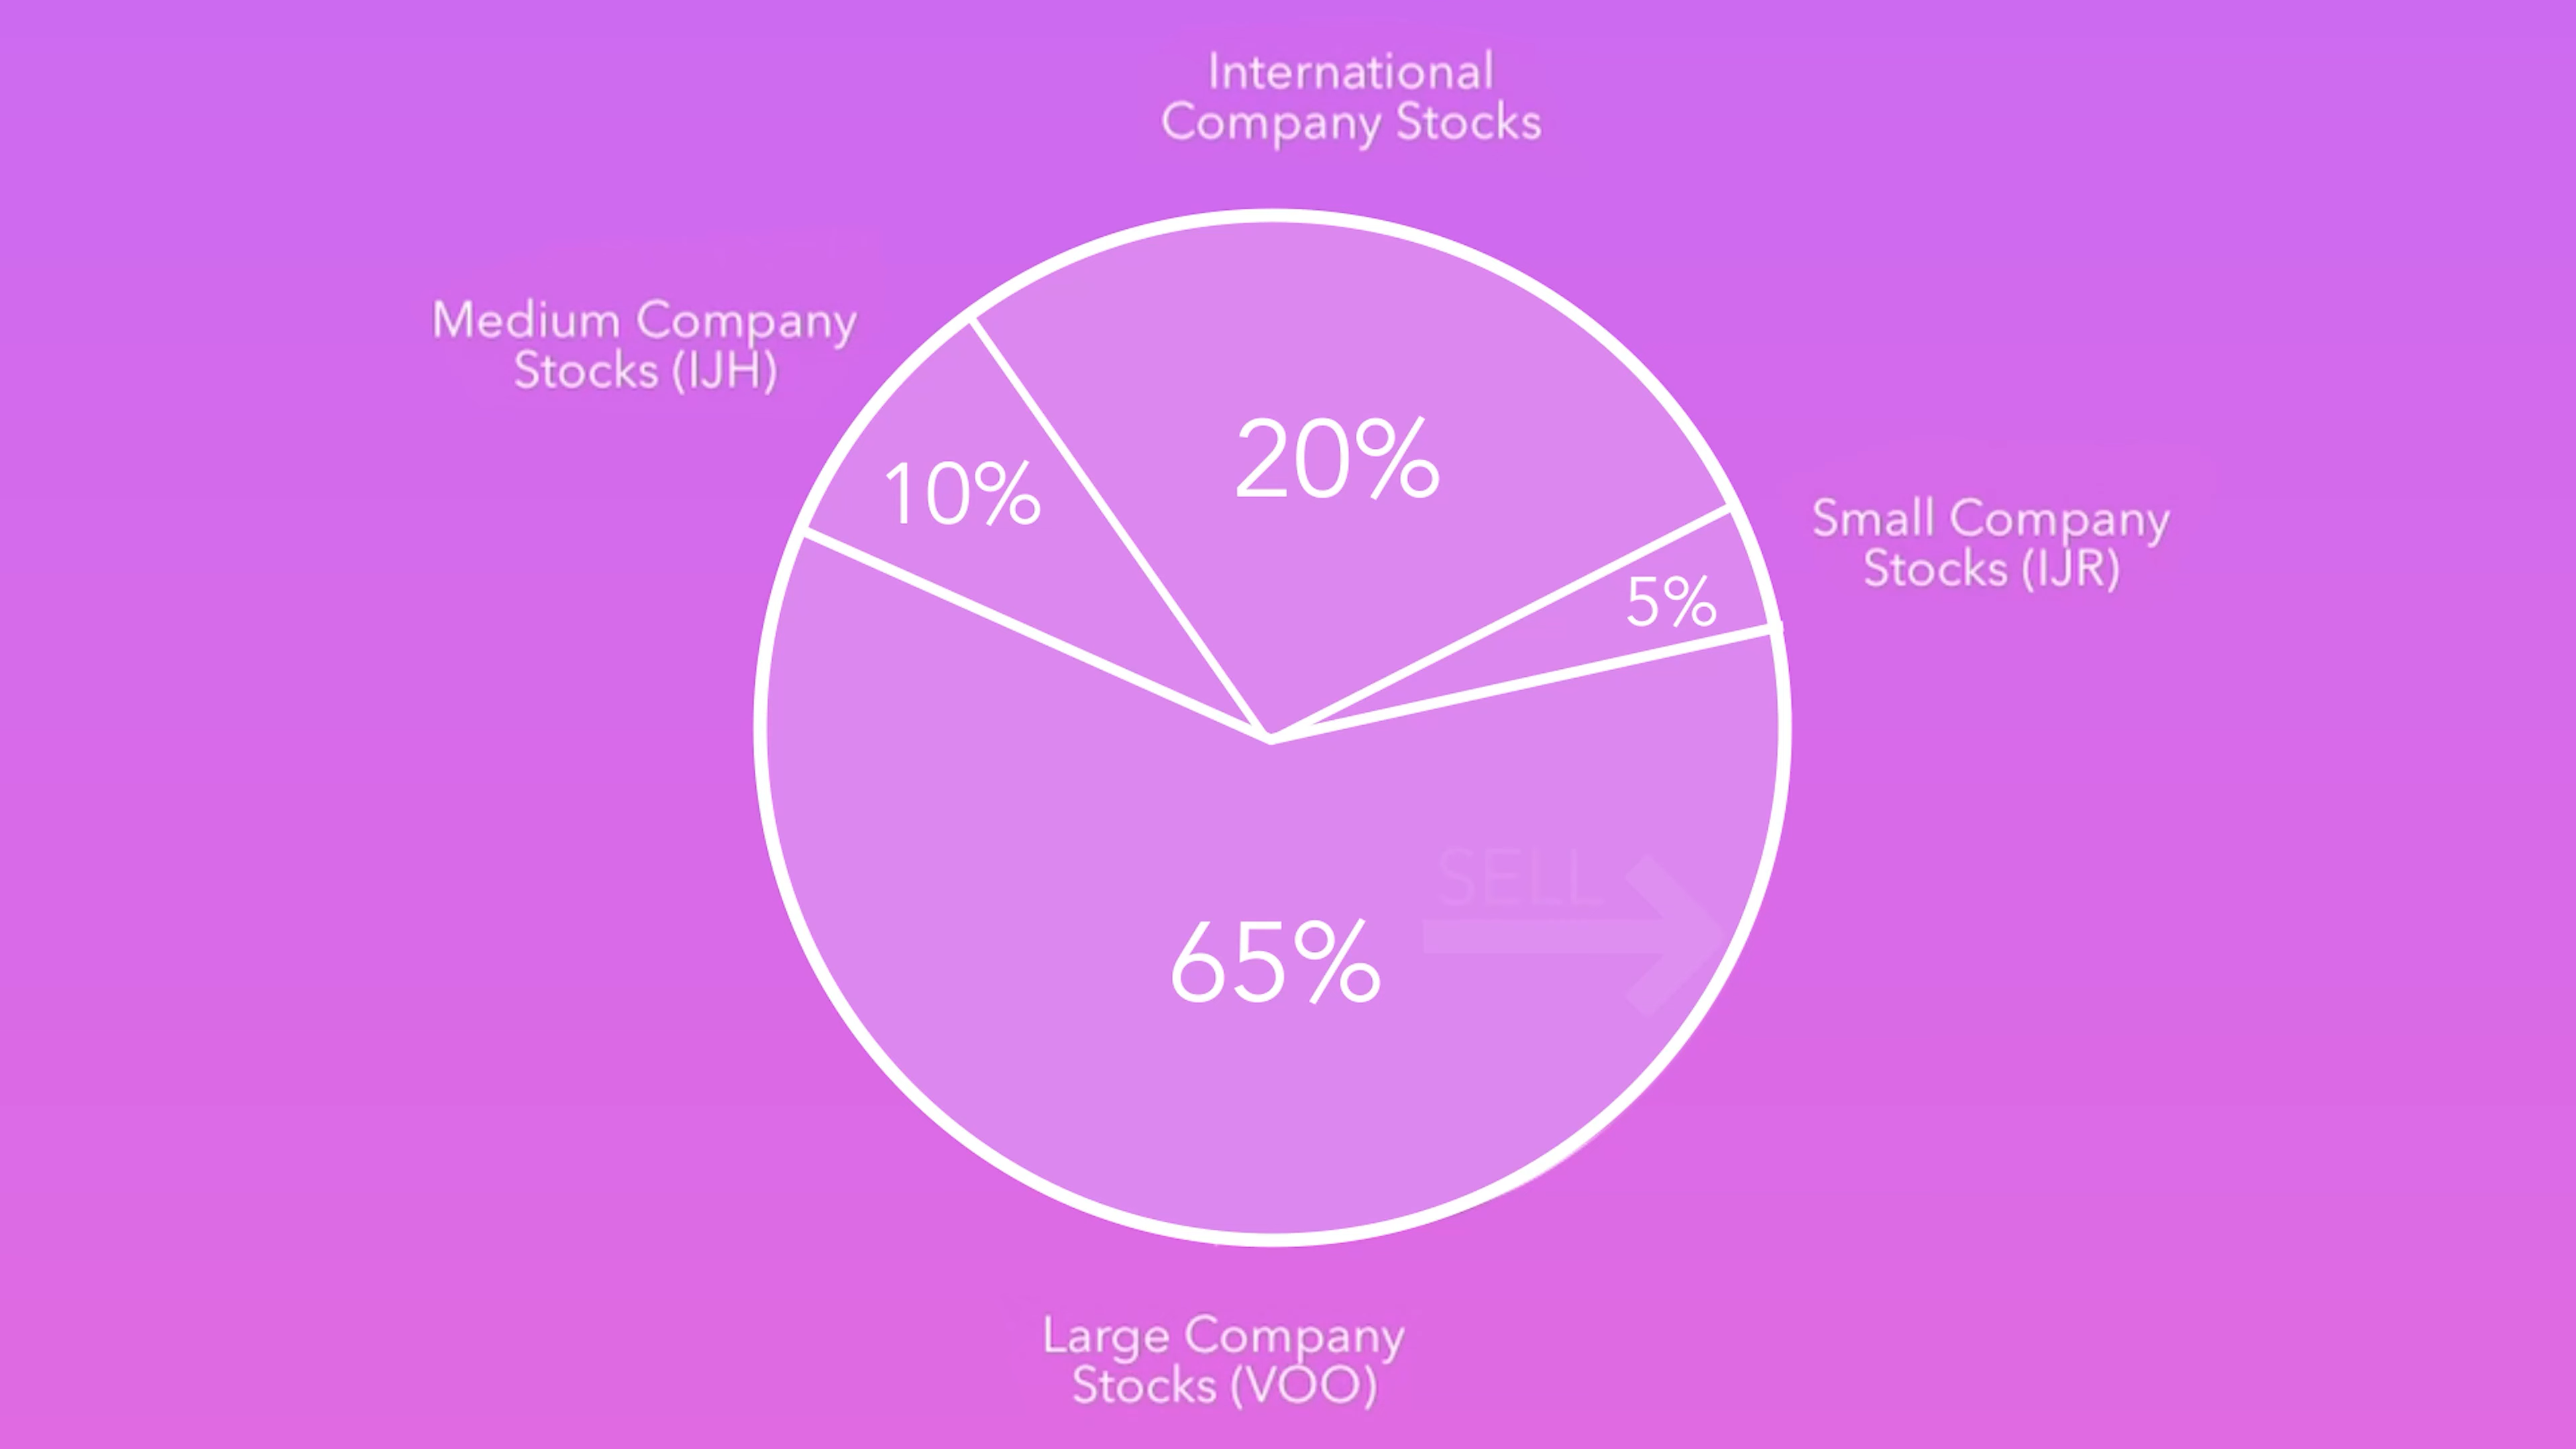 International
Company Stocks
Medium Company
Stocks (IJH)
20%
10%
Small Company
Stocks (IJR)
5%
SELL
65%
Large Company
Stocks (VOO)